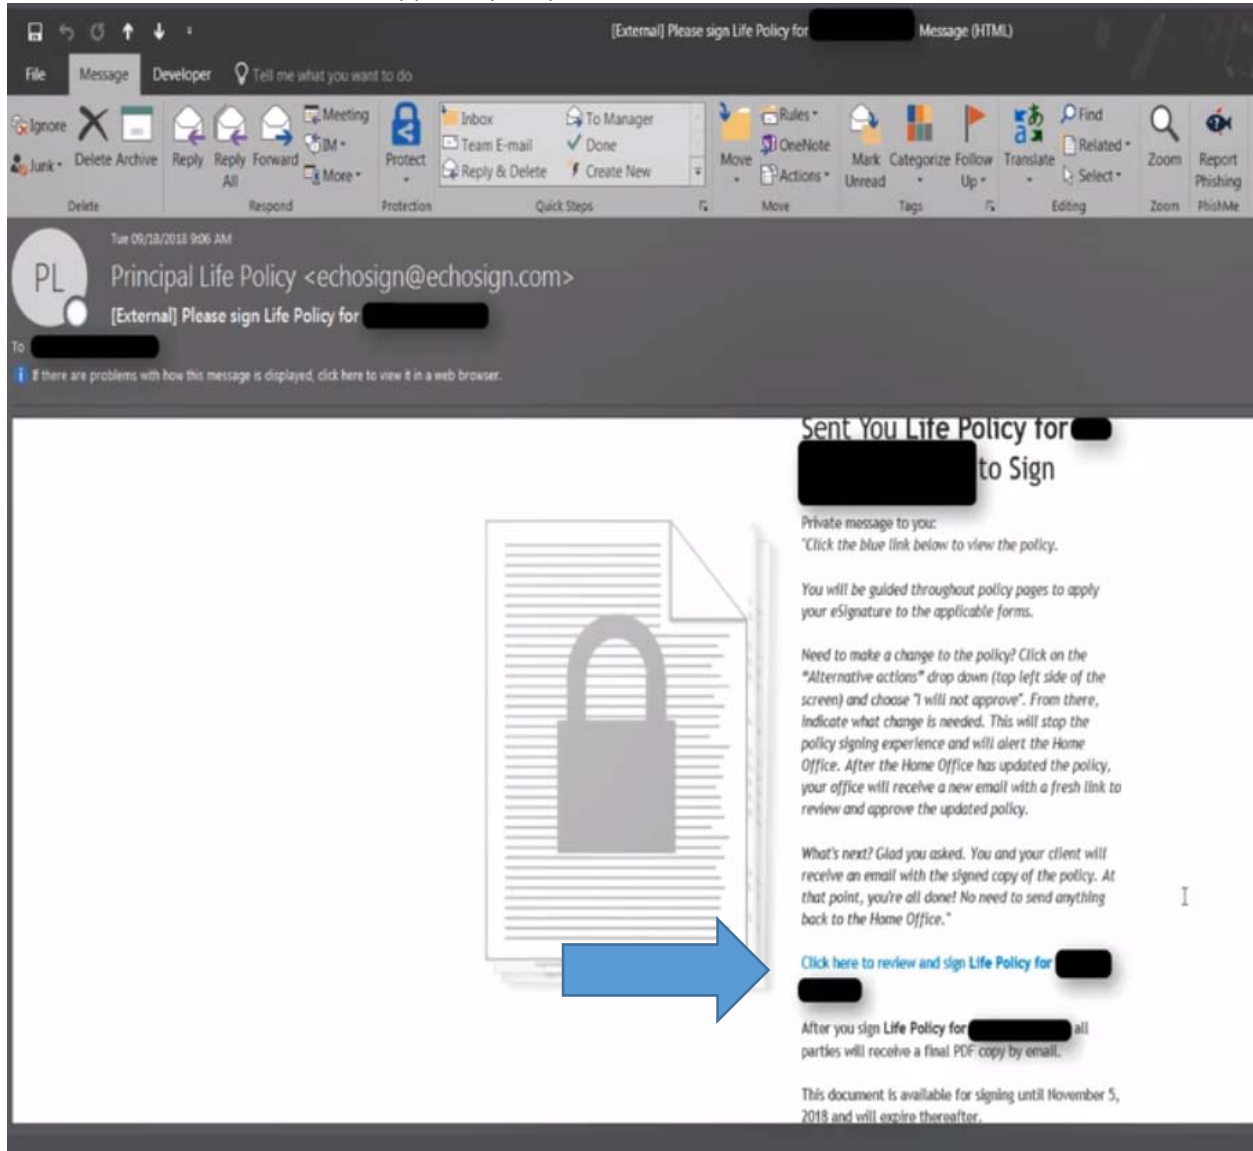 [External] Please sign Life Policy for Message (HTML)
File Message Developer Tell me what you want to do
Ignore
Junk
Delete Archive
Reply Reply All Forward
Meeting
IM
More
Protect
Inbox
Team E-mail
Reply & Delete
To Manager
Done
Create New
Move
Rules
OneNote
Actions
Mark Unread
Categorize
Follow Up
Translate
Find
Related
Select
Zoom
Report Phishing
Delete Respond Protection Quick Steps Move Tags Editing Zoom PhishMe
Tue 09/18/2018 9:06 AM
PL
Principal Life Policy <echosign@echosign.com>
[External] Please sign Life Policy for
To
If there are problems with how this message is displayed, click here to view it in a web browser.
Sent You Life Policy for
to Sign
Private message to you:
"Click the blue link below to view the policy.
You will be guided throughout policy pages to apply
your eSignature to the applicable forms.
Need to make a change to the policy? Click on the
"Alternative actions" drop down (top left side of the
screen) and choose "I will not approve". From there,
indicate what change is needed. This will stop the
policy signing experience and will alert the Home
Office. After the Home Office has updated the policy,
your office will receive a new email with a fresh link to
review and approve the updated policy.
What's next? Glad you asked. You and your client will
receive an email with the signed copy of the policy. At
that point, you're all done! No need to send anything
back to the Home Office."
Click here to review and sign Life Policy for
After you sign Life Policy for all
parties will receive a final PDF copy by email.
This document is available for signing until November 5,
2018 and will expire thereafter.